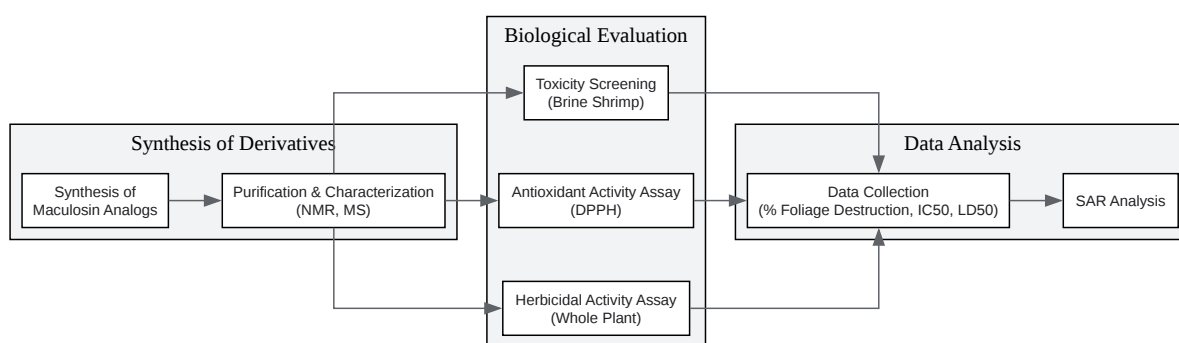 Synthesis of Derivatives
Synthesis of
Maculosin Analogs
Purification & Characterization
(NMR, MS)
Biological Evaluation
Toxicity Screening
(Brine Shrimp)
Antioxidant Activity Assay
(DPPH)
Herbicidal Activity Assay
(Whole Plant)
Data Analysis
Data Collection
(% Foliage Destruction, IC50, LD50)
SAR Analysis